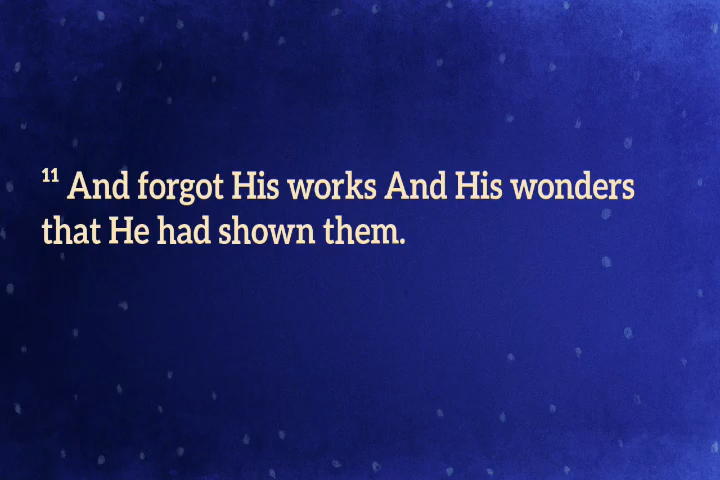 ¹¹ And forgot His works And His wonders
that He had shown them.